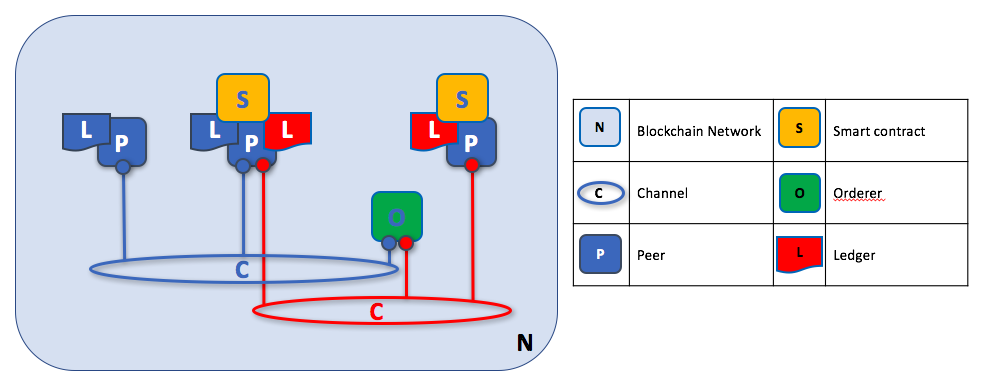 S
S
L
P
L
P
L
L
P
O
C
C
N
N
Blockchain Network
S
Smart contract
C
Channel
O
Orderer
P
Peer
L
Ledger